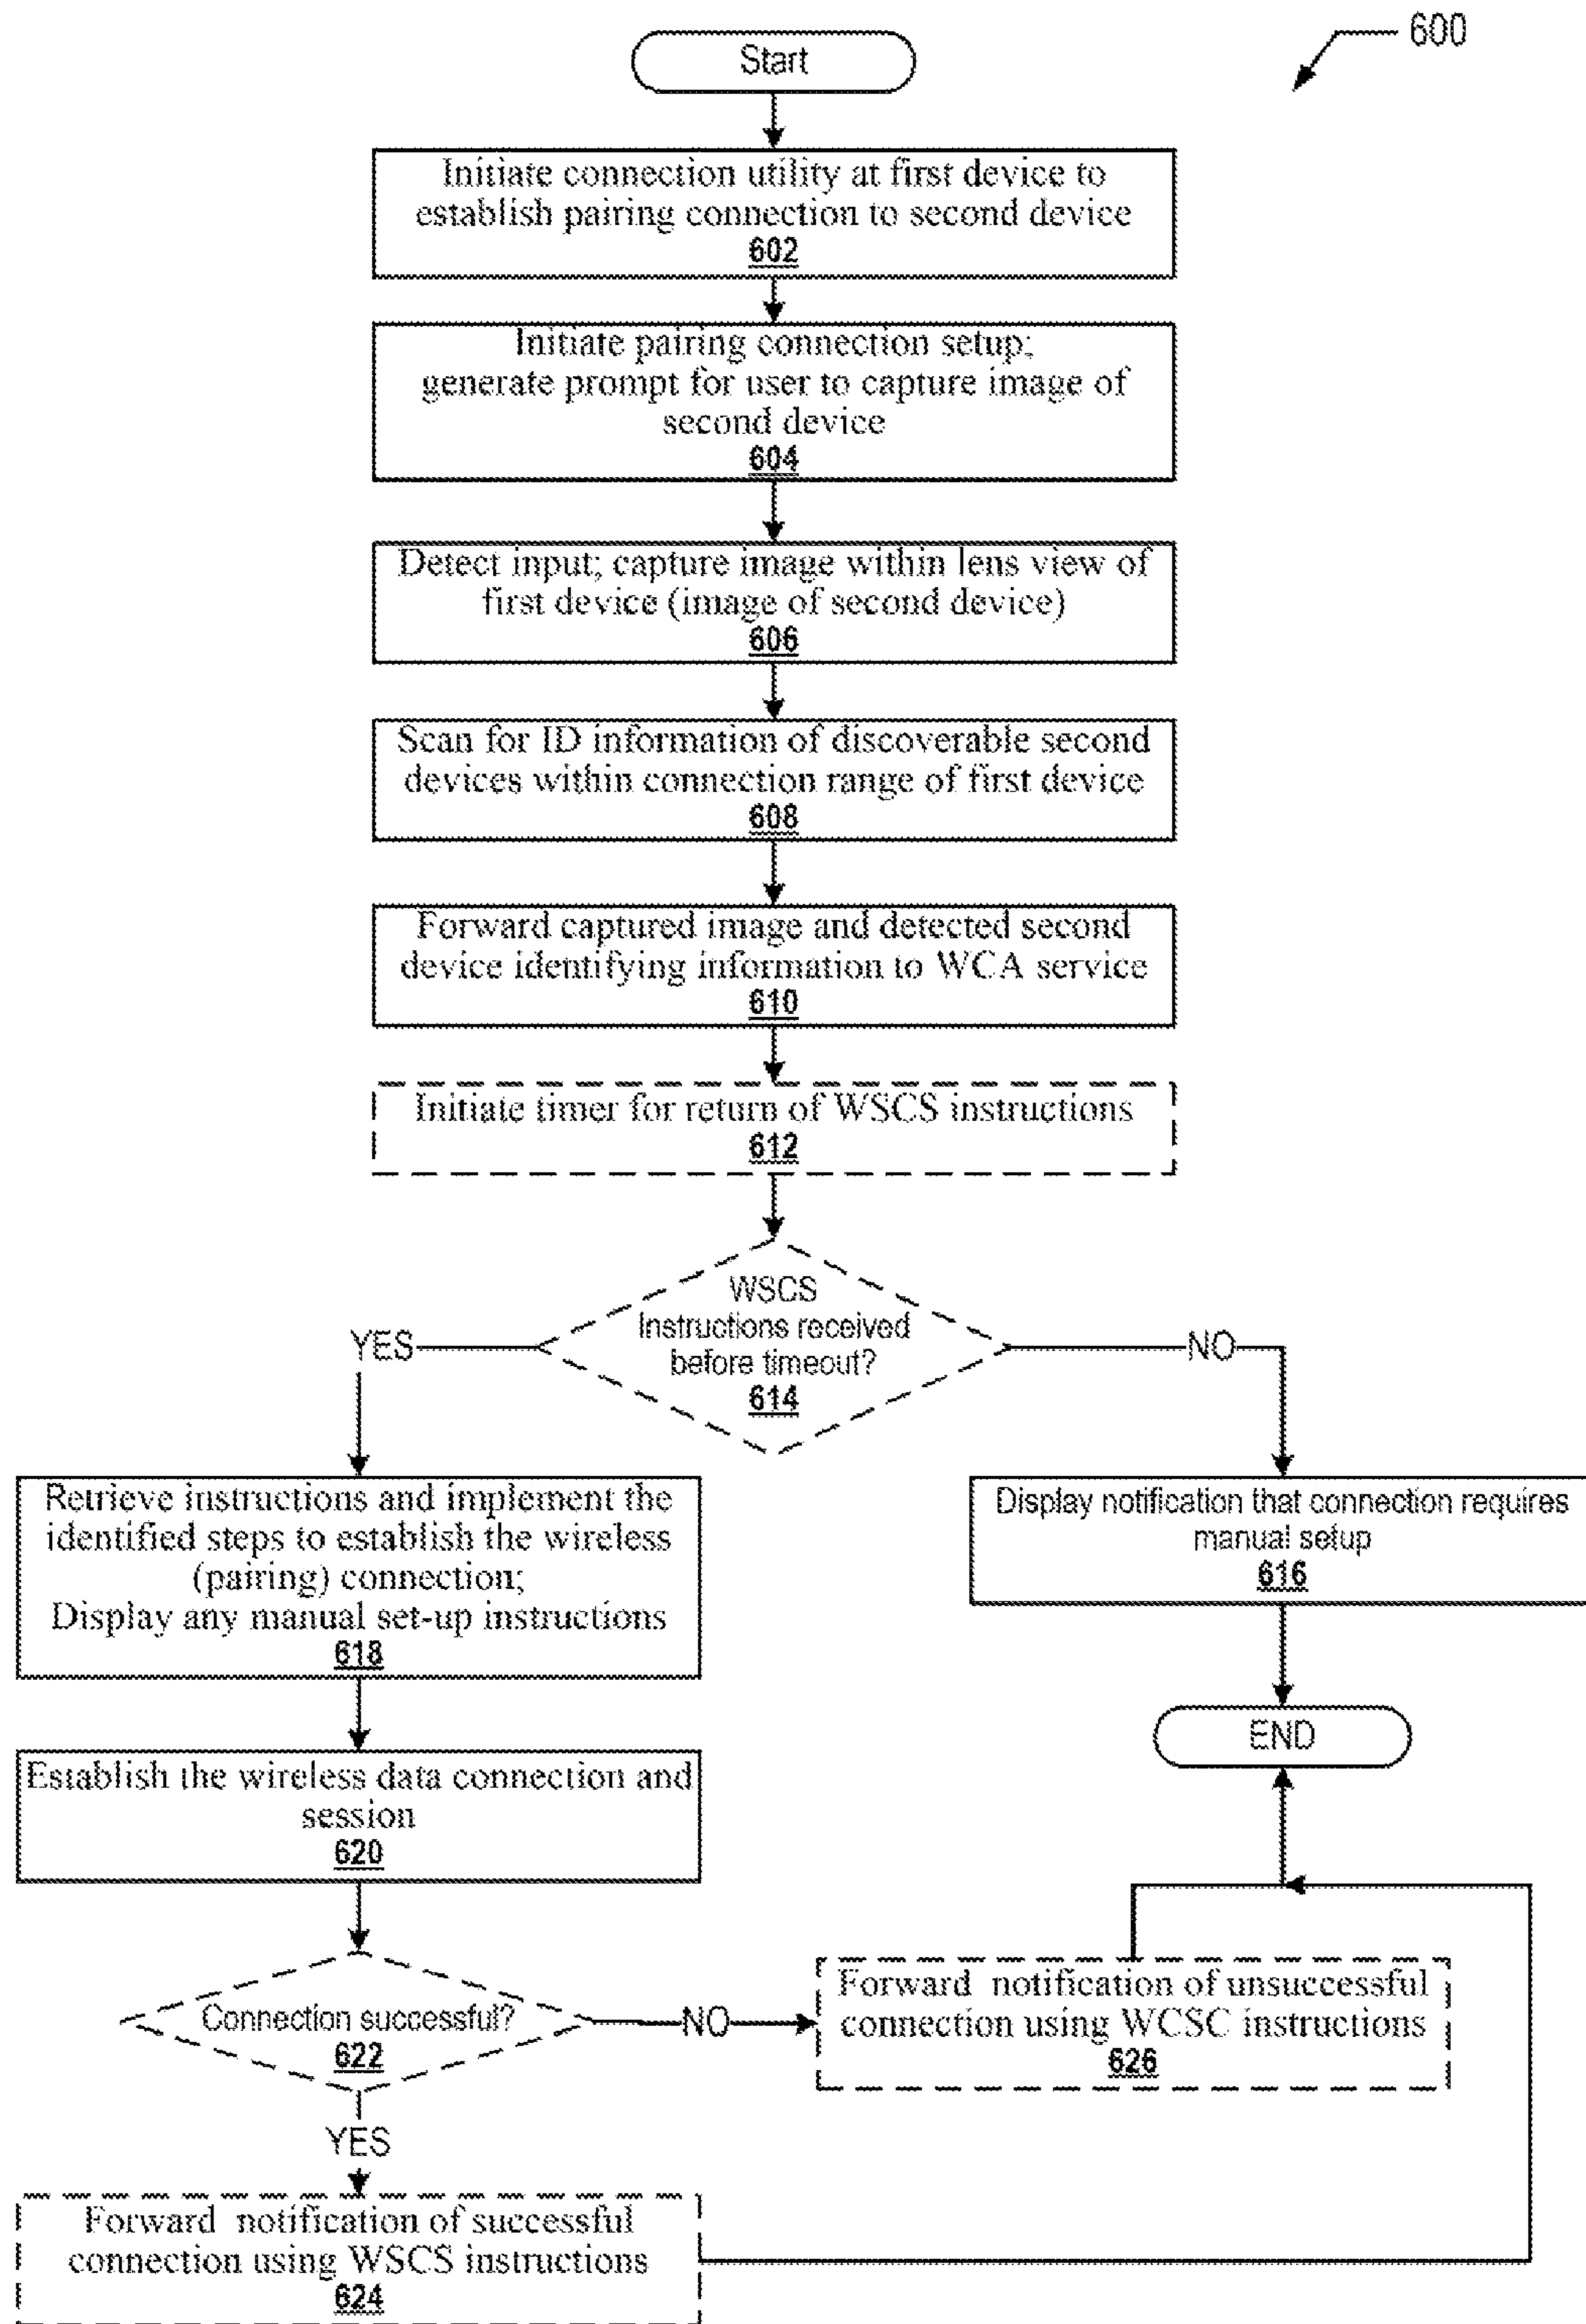 600
Start
Initiate connection utility at first device to
establish pairing connection to second device
602
Initiate pairing connection setup;
generate prompt for user to capture image of
second device
604
Detect input; capture image within lens view of
first device (image of second device)
606
Scan for ID information of discoverable second
devices within connection range of first device
608
Forward captured image and detected second
device identifying information to WCA service
610
Initiate timer for return of WSCS instructions
612
WSCS
Instructions received
before timeout?
614
YES
NO
Retrieve instructions and implement the
identified steps to establish the wireless
(pairing) connection;
Display any manual set-up instructions
618
Display notification that connection requires
manual setup
616
END
Establish the wireless data connection and
session
620
Connection successful?
622
NO
Forward notification of unsuccessful
connection using WCSC instructions
626
YES
Forward notification of successful
connection using WSCS instructions
624